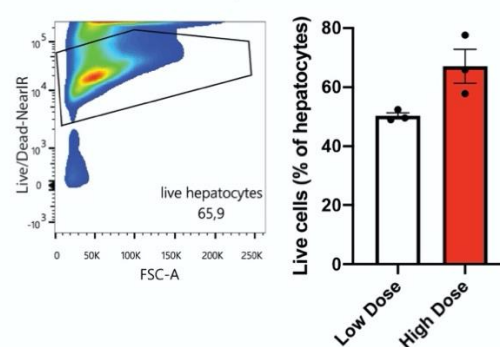 Live/Dead-NearIR
10⁵
10⁴
10³
0
-10³
live hepatocytes
65,9
0 50K 100K 150K 200K 250K
FSC-A
Live cells (% of hepatocytes)
80
60
40
20
0
Low Dose
High Dose